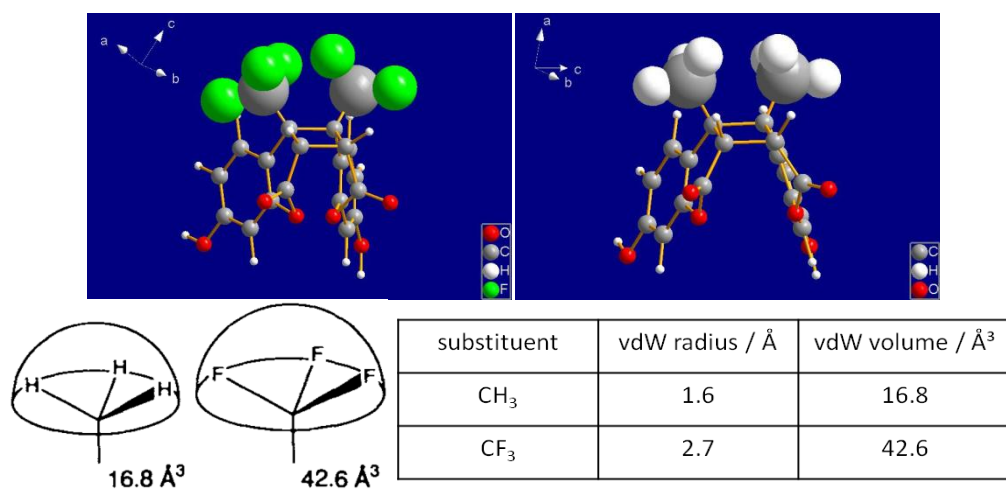 c
a
b
O
C
H
F
a
c
b
C
H
O
H H H
16.8 Å³
F F F
42.6 Å³
substituent vdW radius / Å vdW volume / Å³
CH₃ 1.6 16.8
CF₃ 2.7 42.6